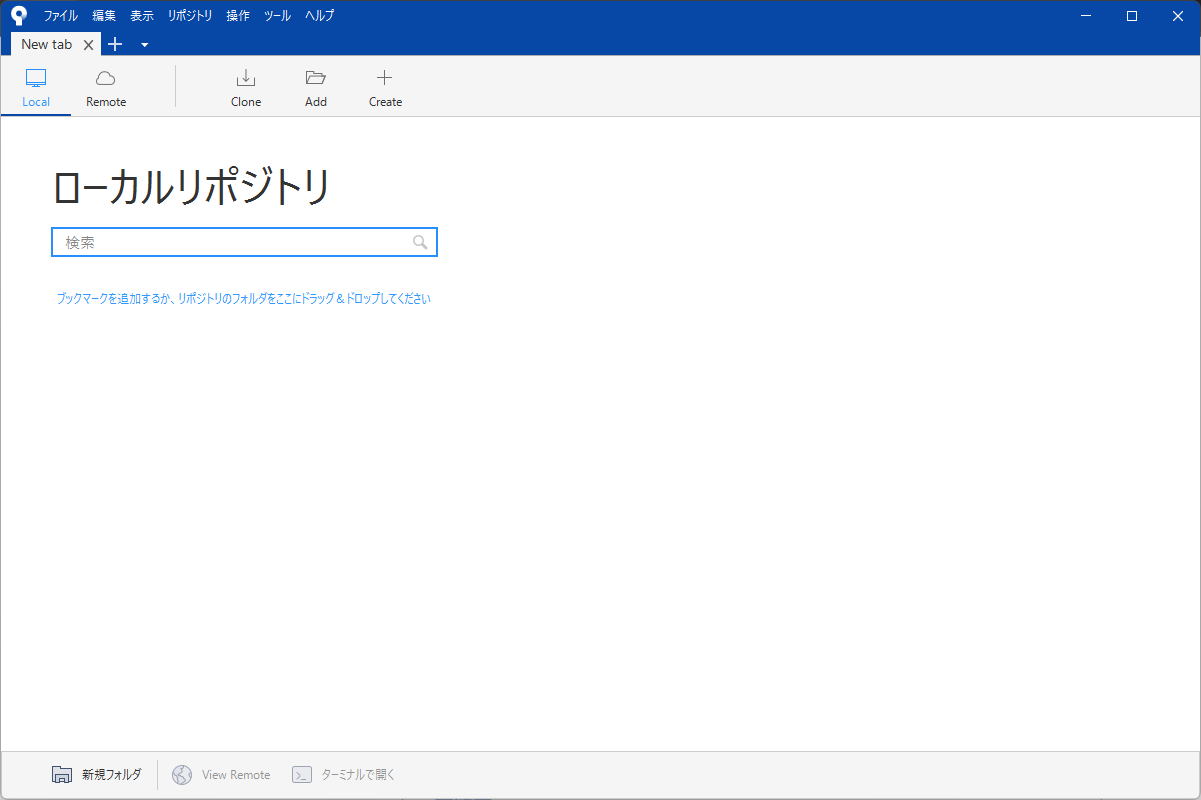 ファイル 編集 表示 リポジトリ 操作 ツール ヘルプ
New tab
Local Remote Clone Add Create
ローカルリポジトリ
検索
ブックマークを追加するか、リポジトリのフォルダをここにドラッグ＆ドロップしてください
新規フォルダ View Remote ターミナルで開く